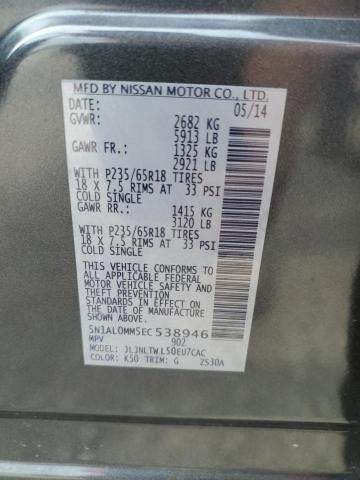 MFD BY NISSAN MOTOR CO., LTD.
DATE: 05/14
GVWR: 2682 KG
5913 LB
GAWR FR.: 1325 KG
2921 LB
WITH P235/65R18 TIRES
18 X 7.5 RIMS AT 33 PSI
COLD SINGLE
GAWR RR.: 1415 KG
3120 LB
WITH P235/65R18 TIRES
18 X 7.5 RIMS AT 33 PSI
COLD SINGLE
THIS VEHICLE CONFORMS TO
ALL APPLICABLE FEDERAL
MOTOR VEHICLE SAFETY
STANDARDS IN EFFECT ON
THE DATE OF MANUFACTURE
SHOWN ABOVE
5N1AL0MM5EC538946
MPV 902
MODEL: JLJNLTWL50EU7CAC
COLOR: K50 TRIM: G 2S30A